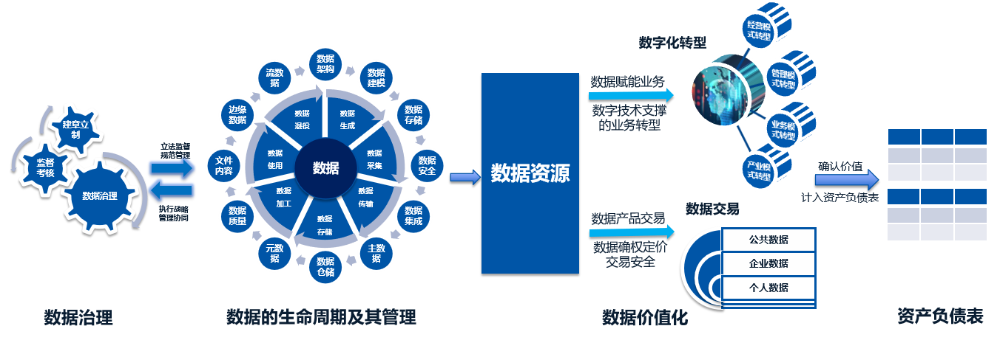 建章立
制
监督
考核
数据治理
立法监督
规范管理
执行战略
管理协同
数据
架构
数据
建模
数据
存储
数据
安全
数据
集成
主数
据
数据
仓储
元数
据
数据
质量
文件
内容
边缘
数据
流数
据
数据
生成
数据
采集
数据
传输
数据
存储
数据
加工
数据
使用
数据
退役
数据
数据资源
数据赋能业务
数字技术支撑
的业务转型
数据产品交易
数据确权定价
交易安全
数字化转型
经营模
式转型
管理模
式转型
业务模
式转型
产业模
式转型
数据交易
公共数据
企业数据
个人数据
确认价值
计入资产负债表
数据治理
数据的生命周期及其管理
数据价值化
资产负债表